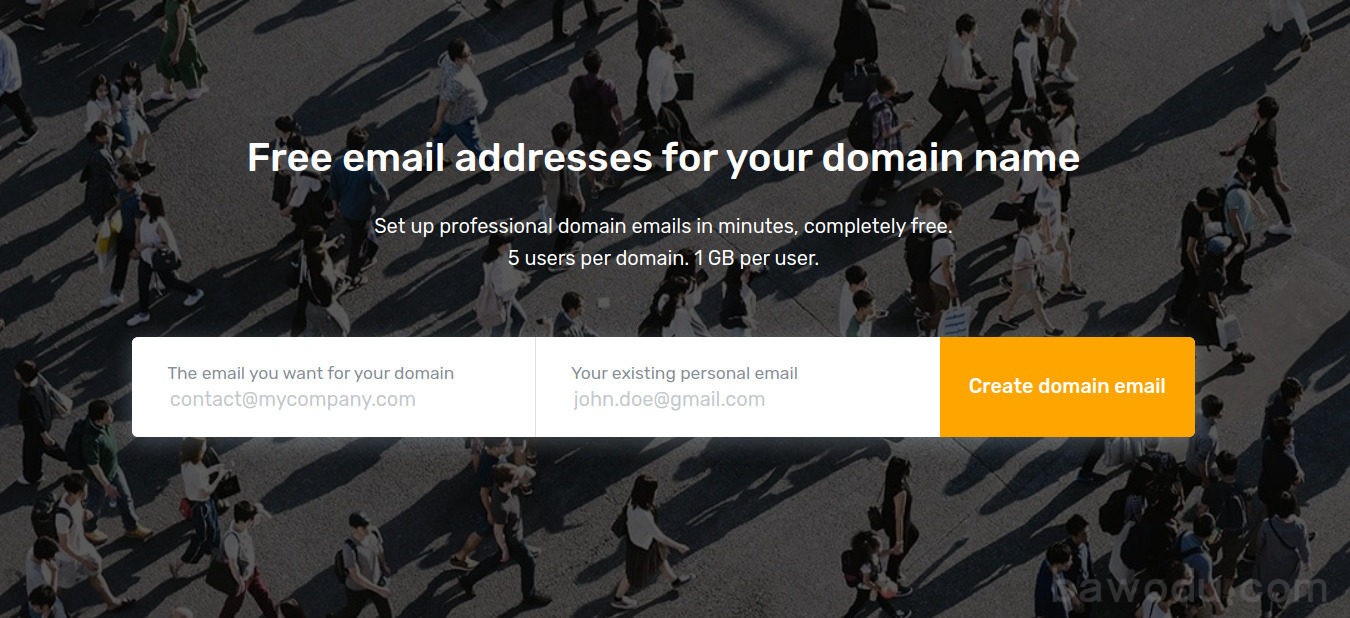 Free email addresses for your domain name
Set up professional domain emails in minutes, completely free.
5 users per domain. 1 GB per user.
The email you want for your domain
contact@mycompany.com
Your existing personal email
john.doe@gmail.com
Create domain email
bawodu.com